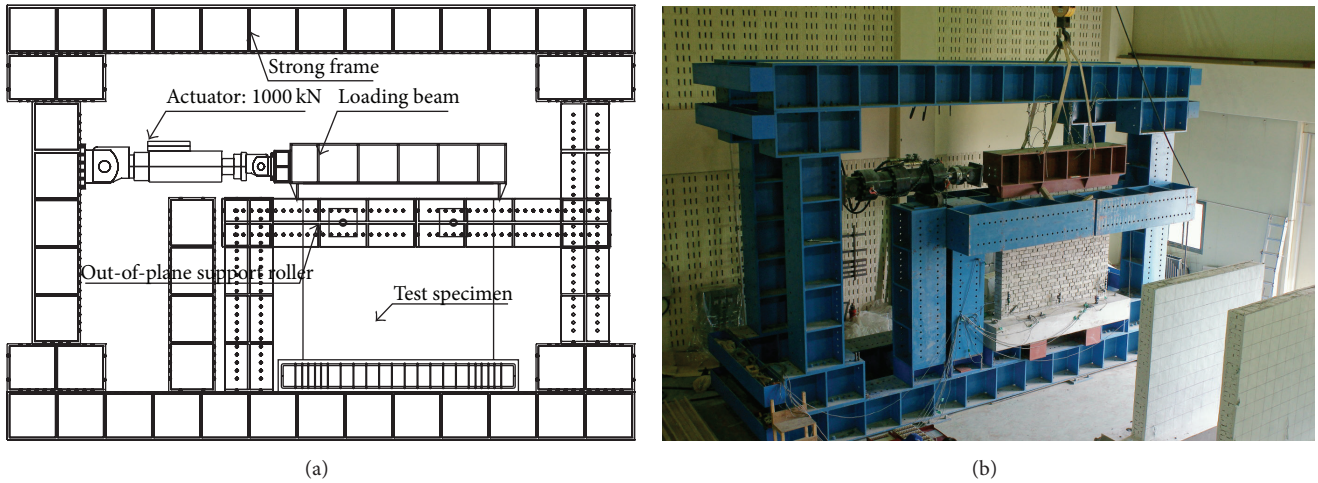 Strong frame
Actuator: 1000 kN
Loading beam
Out-of-plane support roller
Test specimen
(a)
(b)